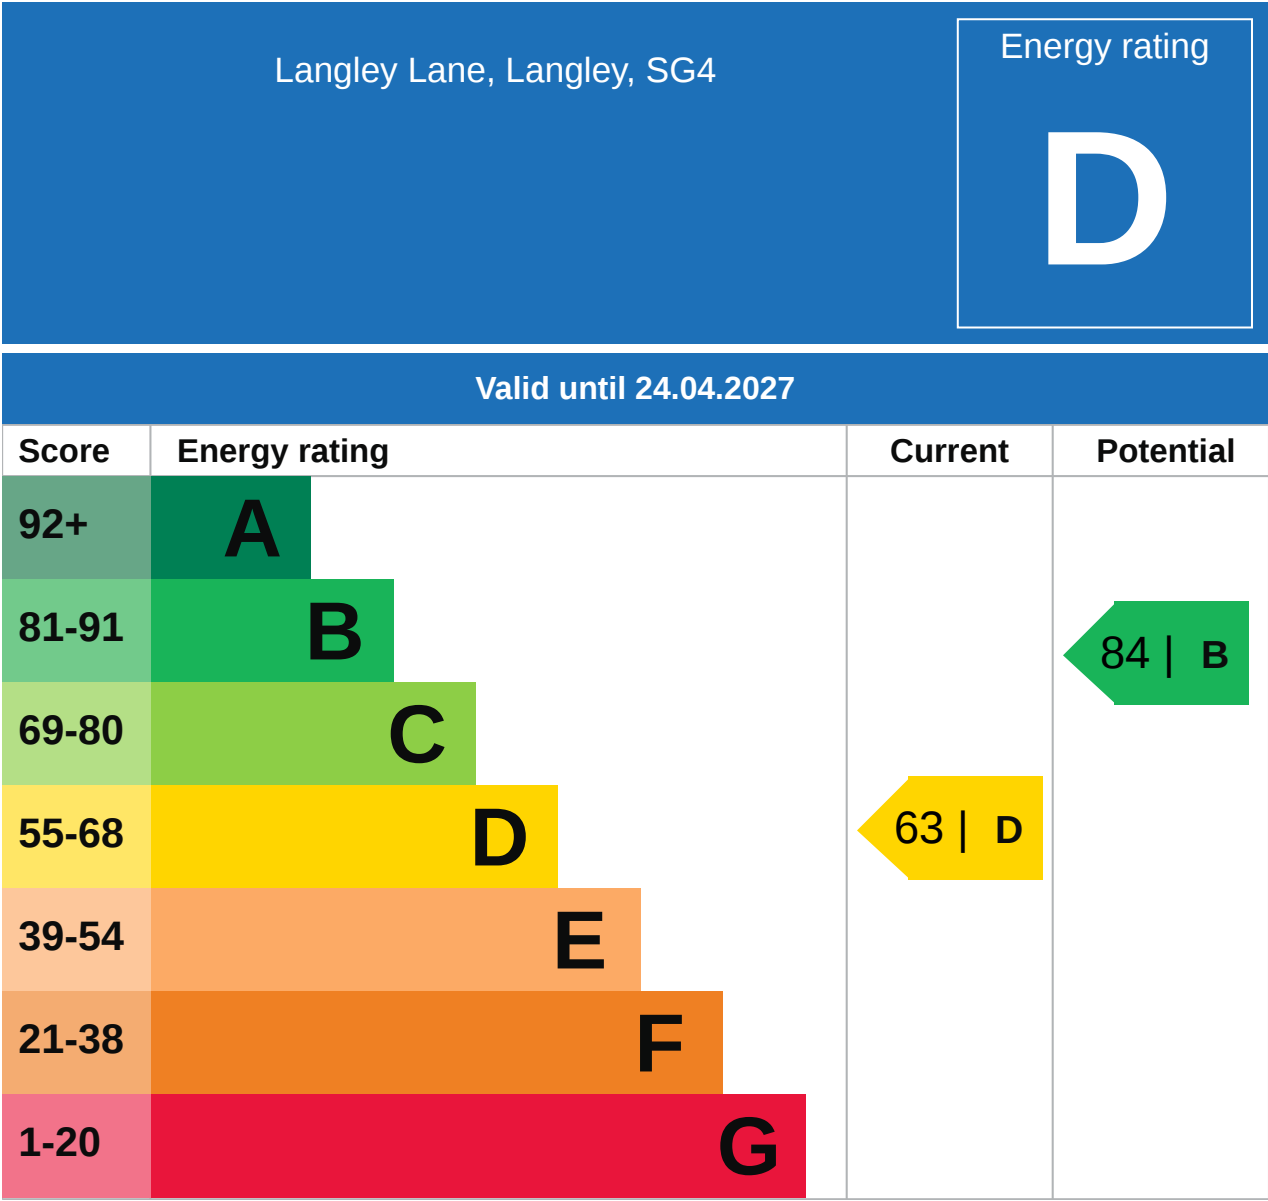 Langley Lane, Langley, SG4
Energy rating
D
Valid until 24.04.2027
Score Energy rating Current Potential
92+ A
81-91 B
84 | B
69-80 C
55-68 D
63 | D
39-54 E
21-38 F
1-20 G